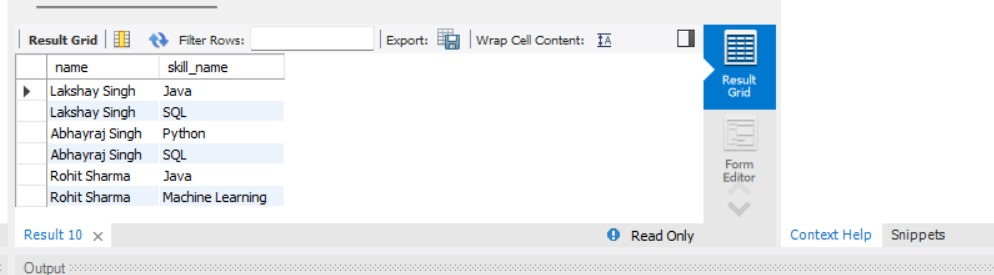 Result Grid Filter Rows: Export: Wrap Cell Content: IA
name skill_name
Lakshay Singh Java
Lakshay Singh SQL
Abhayraj Singh Python
Abhayraj Singh SQL
Rohit Sharma Java
Rohit Sharma Machine Learning
Result
Grid
Form
Editor
Result 10 × Read Only Context Help Snippets
Output